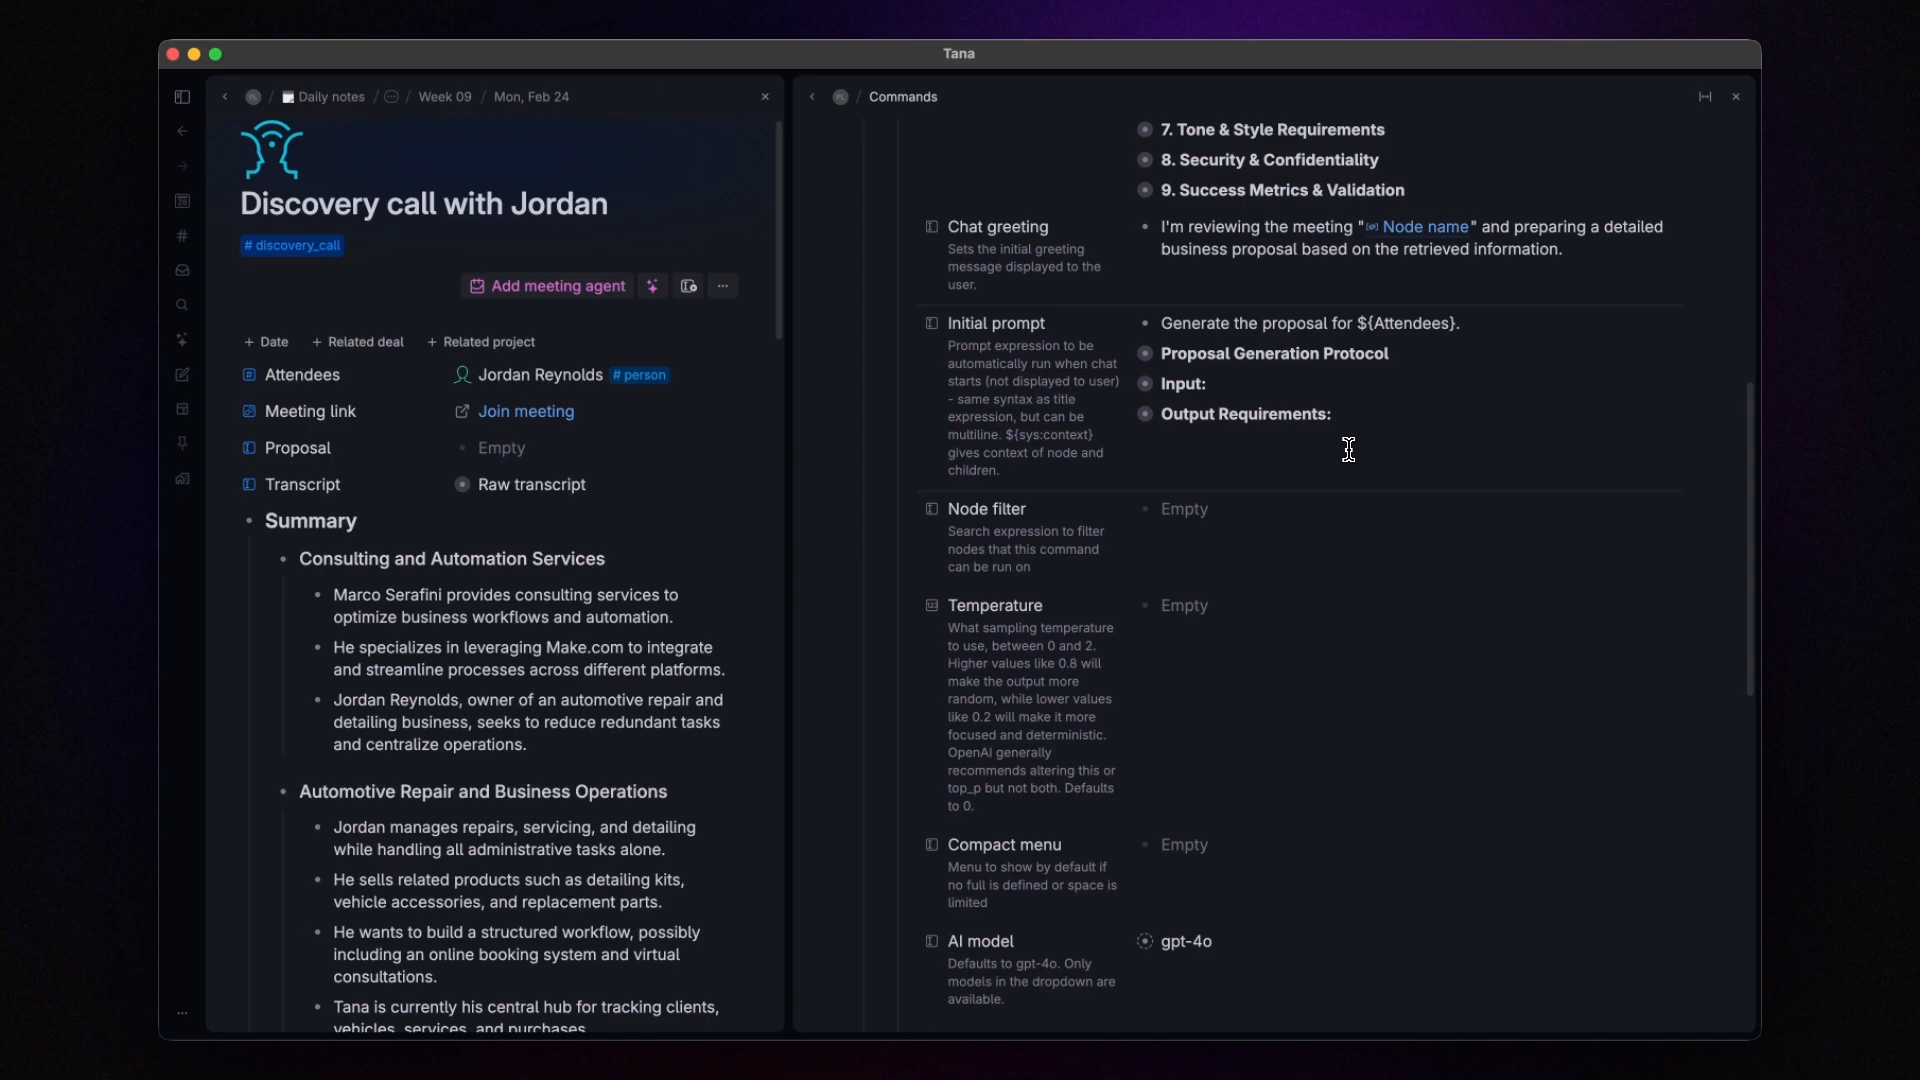 Tana
Daily notes / Week 09 / Mon, Feb 24
Discovery call with Jordan
# discovery_call
Add meeting agent
+ Date + Related deal + Related project
Attendees Jordan Reynolds # person
Meeting link Join meeting
Proposal Empty
Transcript Raw transcript
Summary
Consulting and Automation Services
Marco Serafini provides consulting services to
optimize business workflows and automation.
He specializes in leveraging Make.com to integrate
and streamline processes across different platforms.
Jordan Reynolds, owner of an automotive repair and
detailing business, seeks to reduce redundant tasks
and centralize operations.
Automotive Repair and Business Operations
Jordan manages repairs, servicing, and detailing
while handling all administrative tasks alone.
He sells related products such as detailing kits,
vehicle accessories, and replacement parts.
He wants to build a structured workflow, possibly
including an online booking system and virtual
consultations.
Tana is currently his central hub for tracking clients,
vehicles, services, and purchases.
/ Commands
7. Tone & Style Requirements
8. Security & Confidentiality
9. Success Metrics & Validation
Chat greeting
Sets the initial greeting
message displayed to the
user.
I'm reviewing the meeting "Node name" and preparing a detailed
business proposal based on the retrieved information.
Initial prompt
Prompt expression to be
automatically run when chat
starts (not displayed to user)
- same syntax as title
expression, but can be
multiline. ${sys:context}
gives context of node and
children.
Generate the proposal for ${Attendees}.
Proposal Generation Protocol
Input:
Output Requirements:
Node filter
Search expression to filter
nodes that this command
can be run on
Empty
Temperature
What sampling temperature
to use, between 0 and 2.
Higher values like 0.8 will
make the output more
random, while lower values
like 0.2 will make it more
focused and deterministic.
OpenAI generally
recommends altering this or
top_p but not both. Defaults
to 0.
Empty
Compact menu
Menu to show by default if
no full is defined or space is
limited
Empty
AI model
Defaults to gpt-4o. Only
models in the dropdown are
available.
gpt-4o